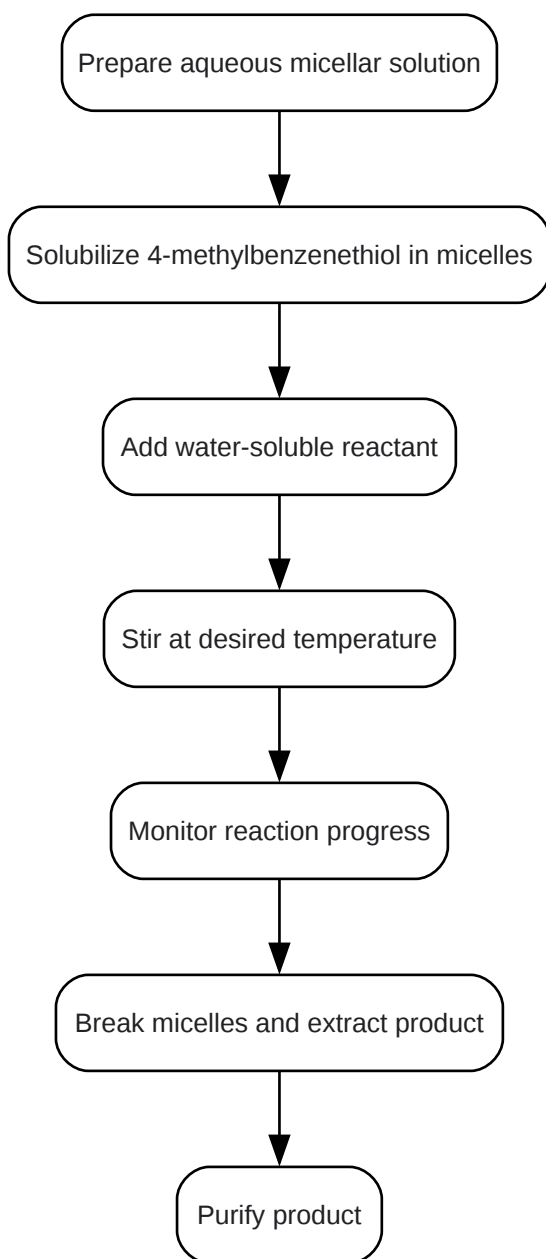 Prepare aqueous micellar solution
Solubilize 4-methylbenzenethiol in micelles
Add water-soluble reactant
Stir at desired temperature
Monitor reaction progress
Break micelles and extract product
Purify product